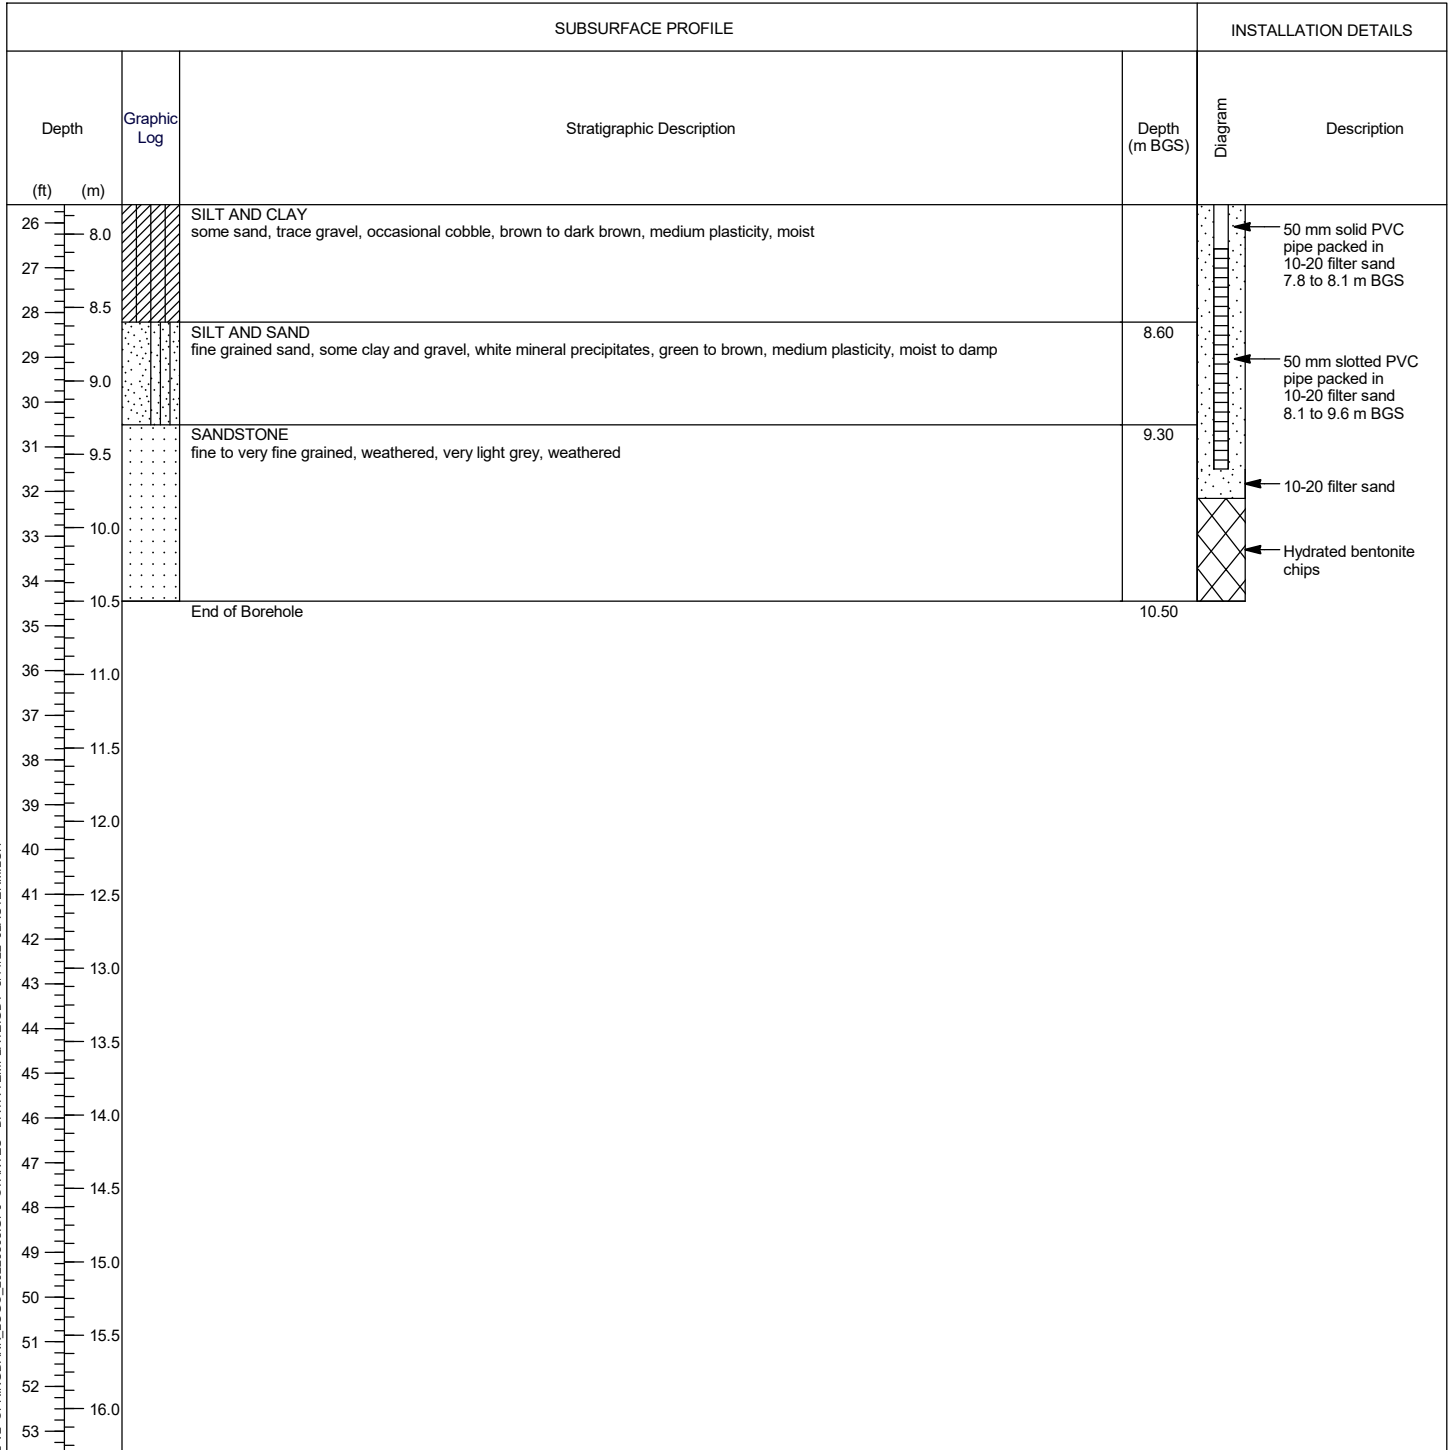 SUBSURFACE PROFILE
INSTALLATION DETAILS
Depth
Graphic
Log
Stratigraphic Description
Depth
(m BGS)
Diagram
Description
(ft) (m)
SILT AND CLAY
some sand, trace gravel, occasional cobble, brown to dark brown, medium plasticity, moist
SILT AND SAND
8.60
fine grained sand, some clay and gravel, white mineral precipitates, green to brown, medium plasticity, moist to damp
SANDSTONE
9.30
fine to very fine grained, weathered, very light grey, weathered
End of Borehole
10.50
50 mm solid PVC
pipe packed in
10-20 filter sand
7.8 to 8.1 m BGS
50 mm slotted PVC
pipe packed in
10-20 filter sand
8.1 to 9.6 m BGS
10-20 filter sand
Hydrated bentonite
chips
26
27
28
29
30
31
32
33
34
35
36
37
38
39
40
41
42
43
44
45
46
47
48
49
50
51
52
53
8.0
8.5
9.0
9.5
10.0
10.5
11.0
11.5
12.0
12.5
13.0
13.5
14.0
14.5
15.0
15.5
16.0